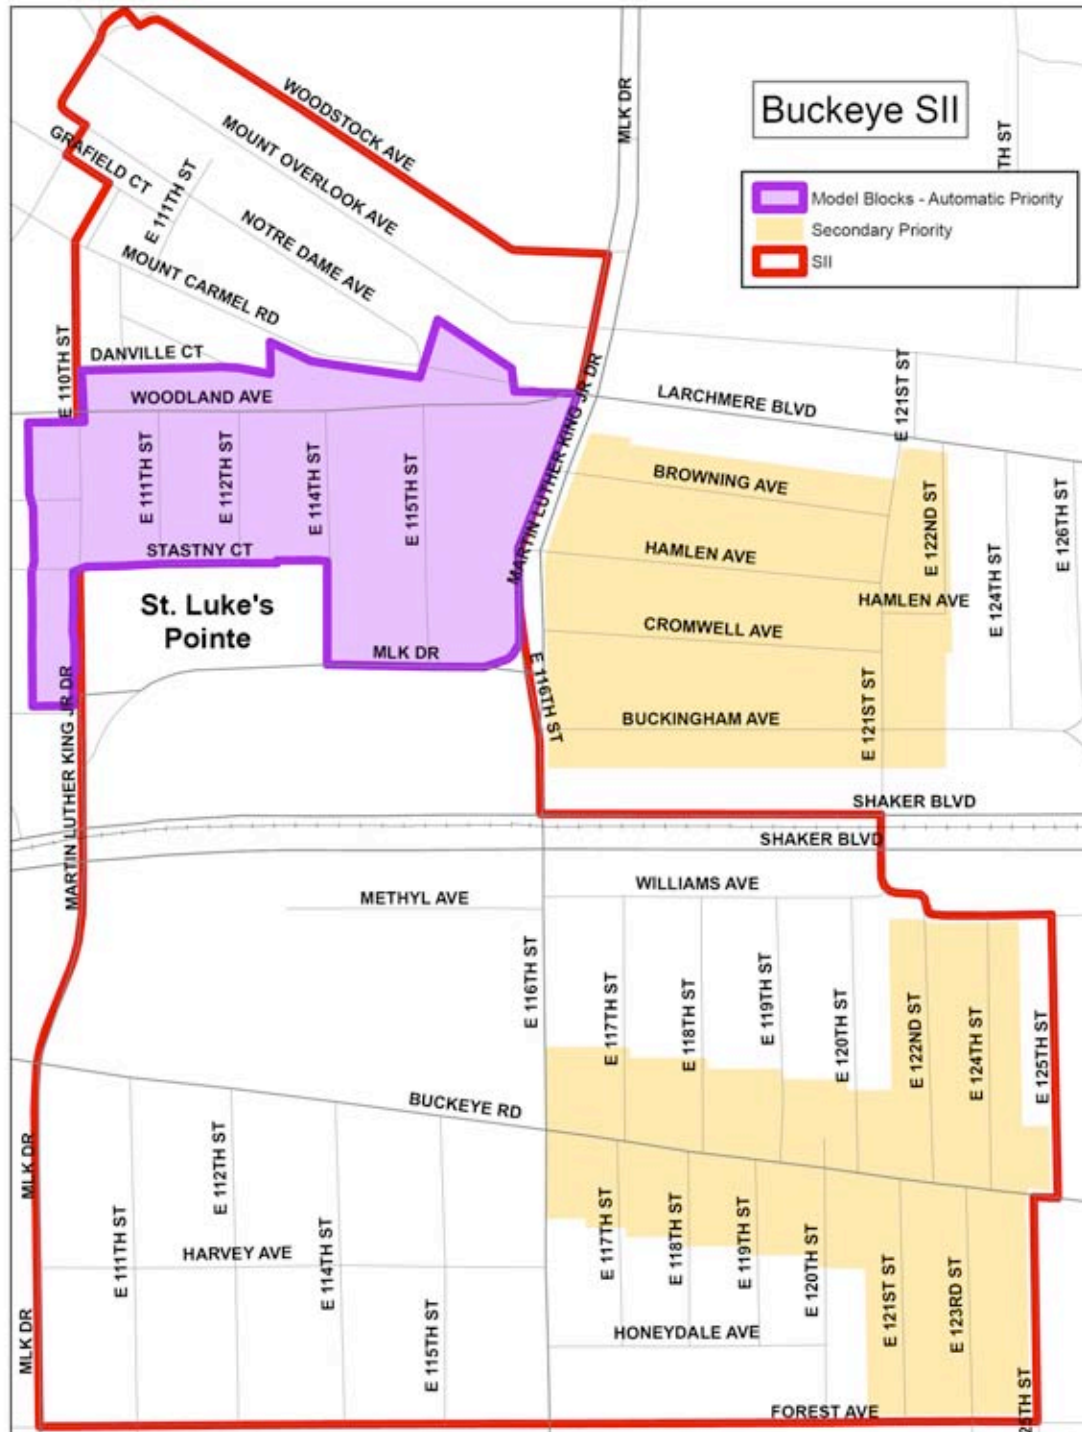 WOODSTOCK AVE
MLK DR
Buckeye SII
TH ST
MOUNT OVERLOOK AVE
GRAFIELD CT
E 111TH ST
Model Blocks - Automatic Priority
Secondary Priority
SII
NOTRE DAME AVE
MOUNT CARMEL RD
E 110TH ST
DANVILLE CT
WOODLAND AVE
MARTIN LUTHER KING JR DR
LARCHMERE BLVD
E 121ST ST
E 111TH ST
E 112TH ST
E 114TH ST
E 115TH ST
BROWNING AVE
E 122ND ST
E 126TH ST
STASTNY CT
HAMLEN AVE
HAMLEN AVE
E 124TH ST
St. Luke's
Pointe
CROMWELL AVE
MLK DR
E 116TH ST
BUCKINGHAM AVE
E 121ST ST
MARTIN LUTHER KING JR DR
SHAKER BLVD
SHAKER BLVD
WILLIAMS AVE
METHYL AVE
E 116TH ST
E 117TH ST
E 118TH ST
E 119TH ST
E 120TH ST
E 122ND ST
E 124TH ST
E 125TH ST
BUCKEYE RD
MLK DR
E 111TH ST
E 112TH ST
E 114TH ST
E 115TH ST
HARVEY AVE
E 117TH ST
E 118TH ST
E 119TH ST
E 120TH ST
E 121ST ST
E 123RD ST
MLK DR
HONEYDALE AVE
FOREST AVE
25TH ST